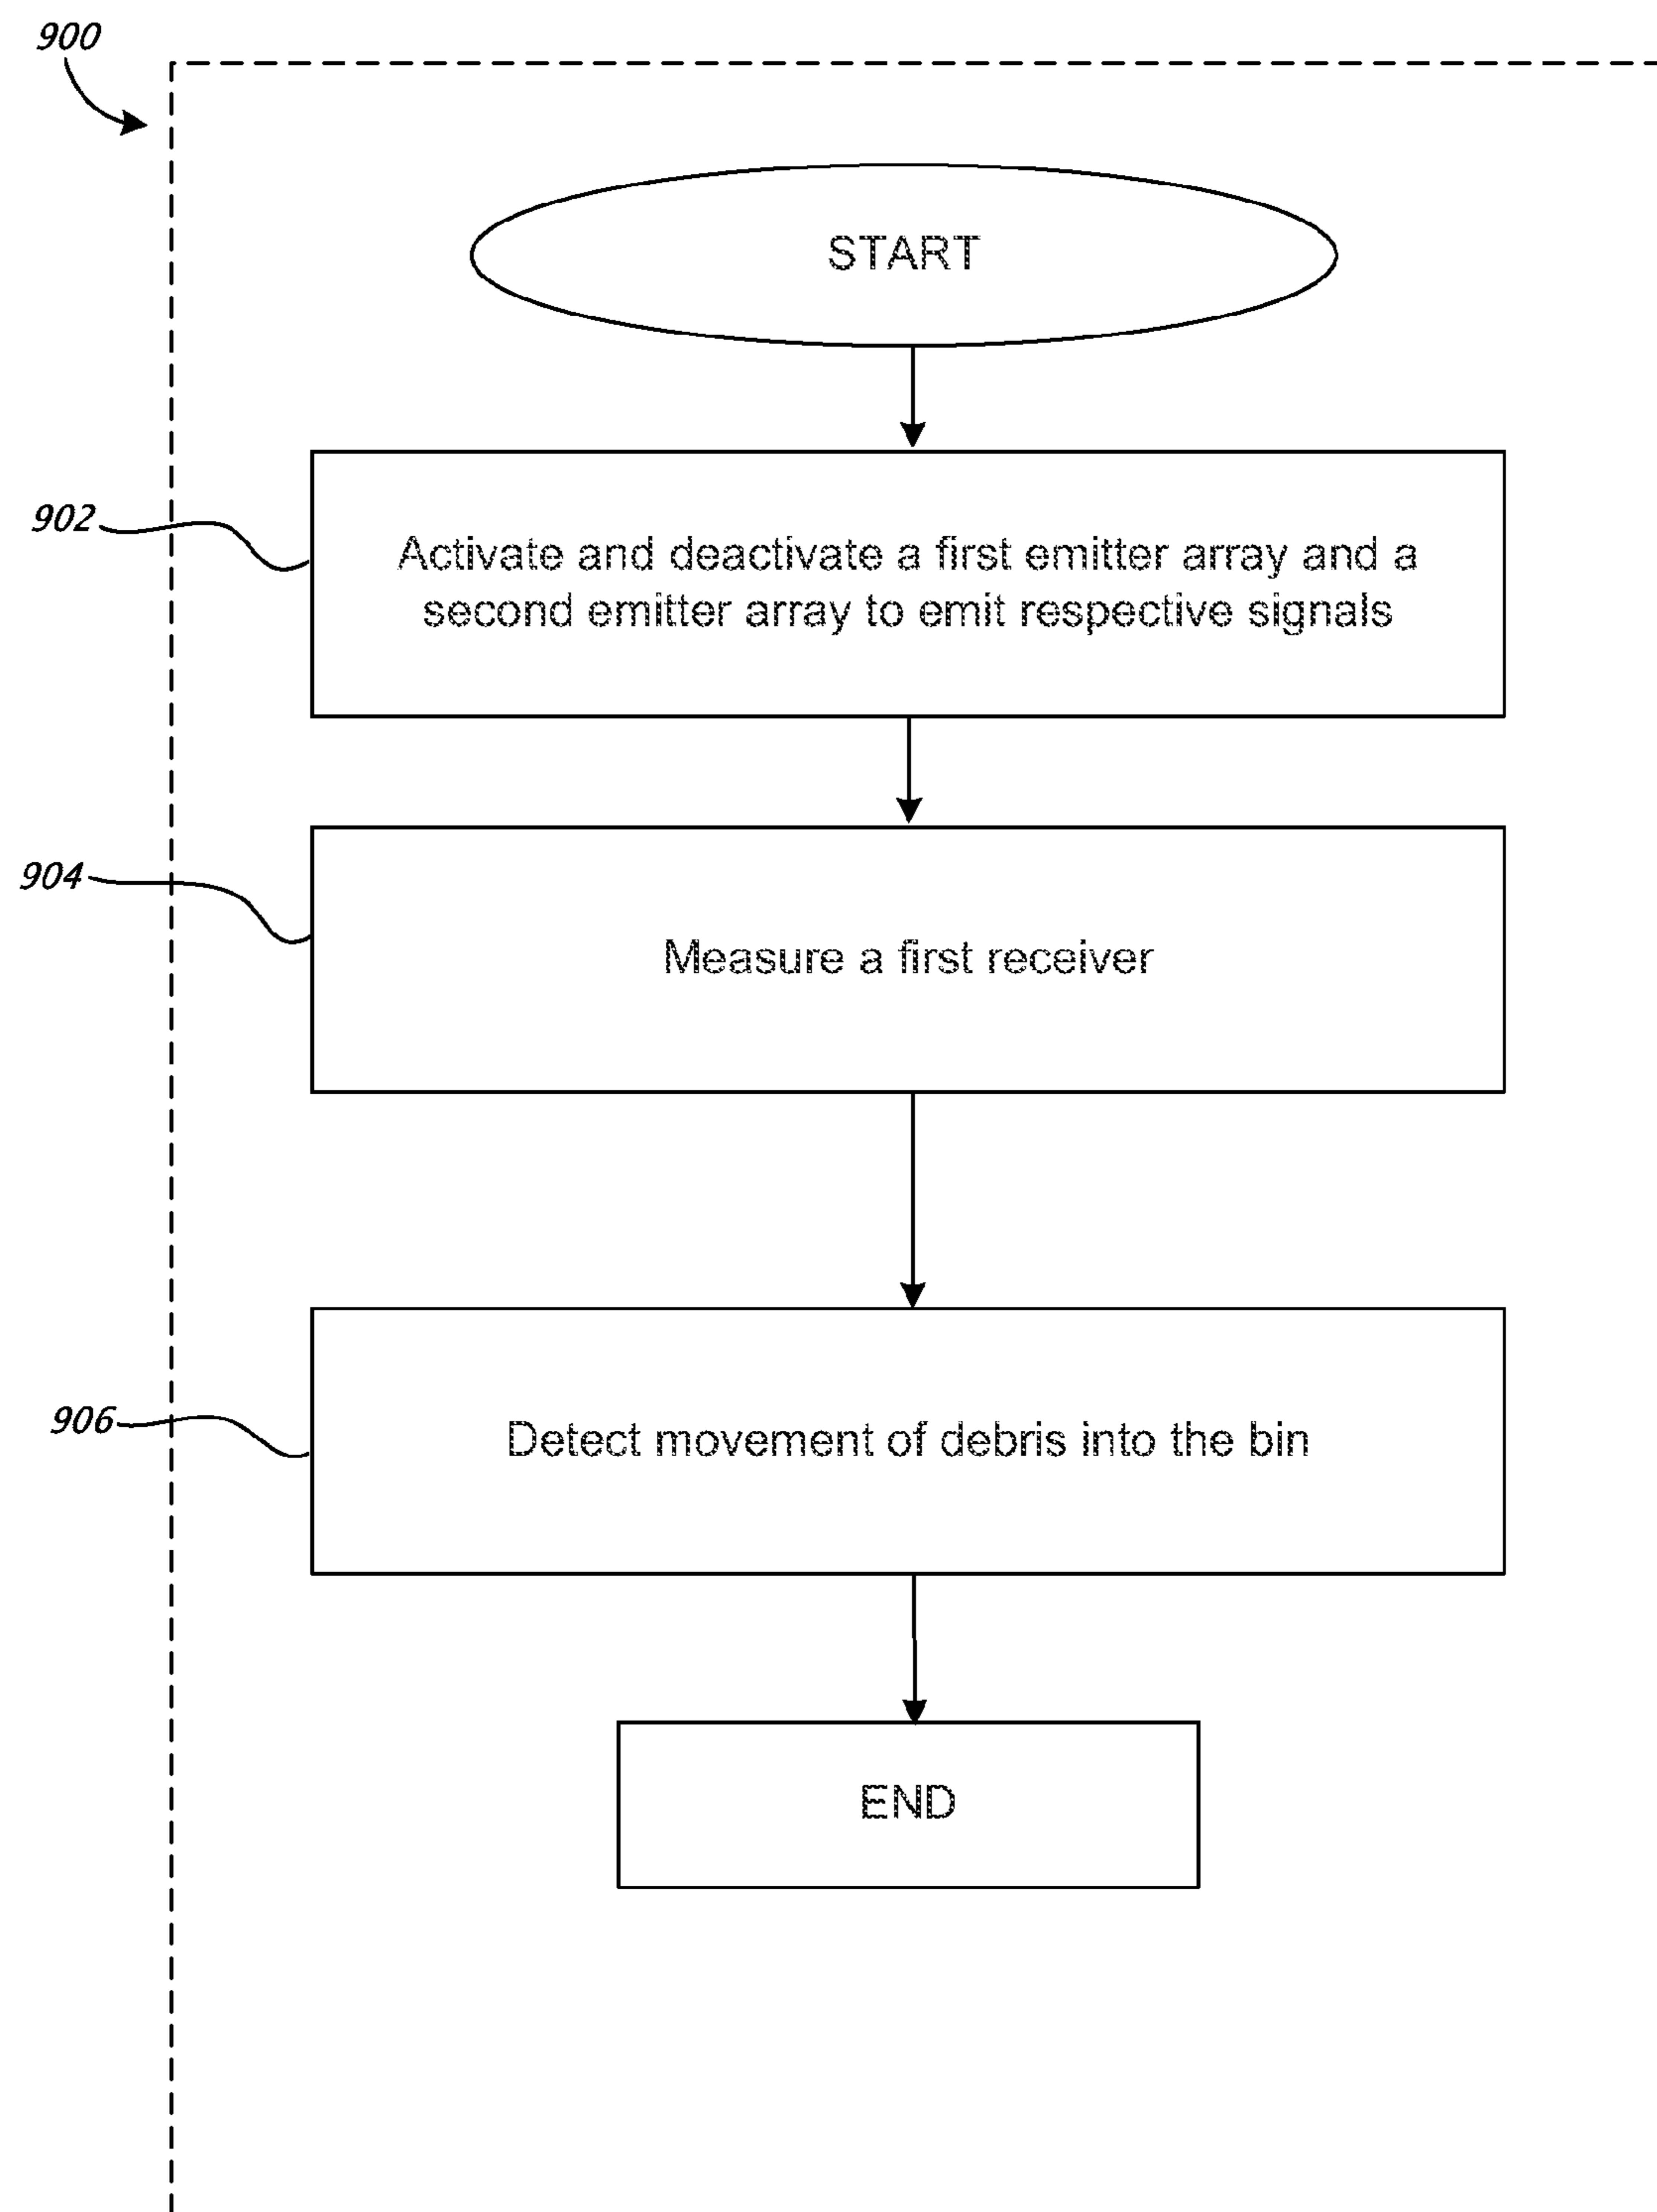 900
START
902
Activate and deactivate a first emitter array and a
second emitter array to emit respective signals
904
Measure a first receiver
906
Detect movement of debris into the bin
END